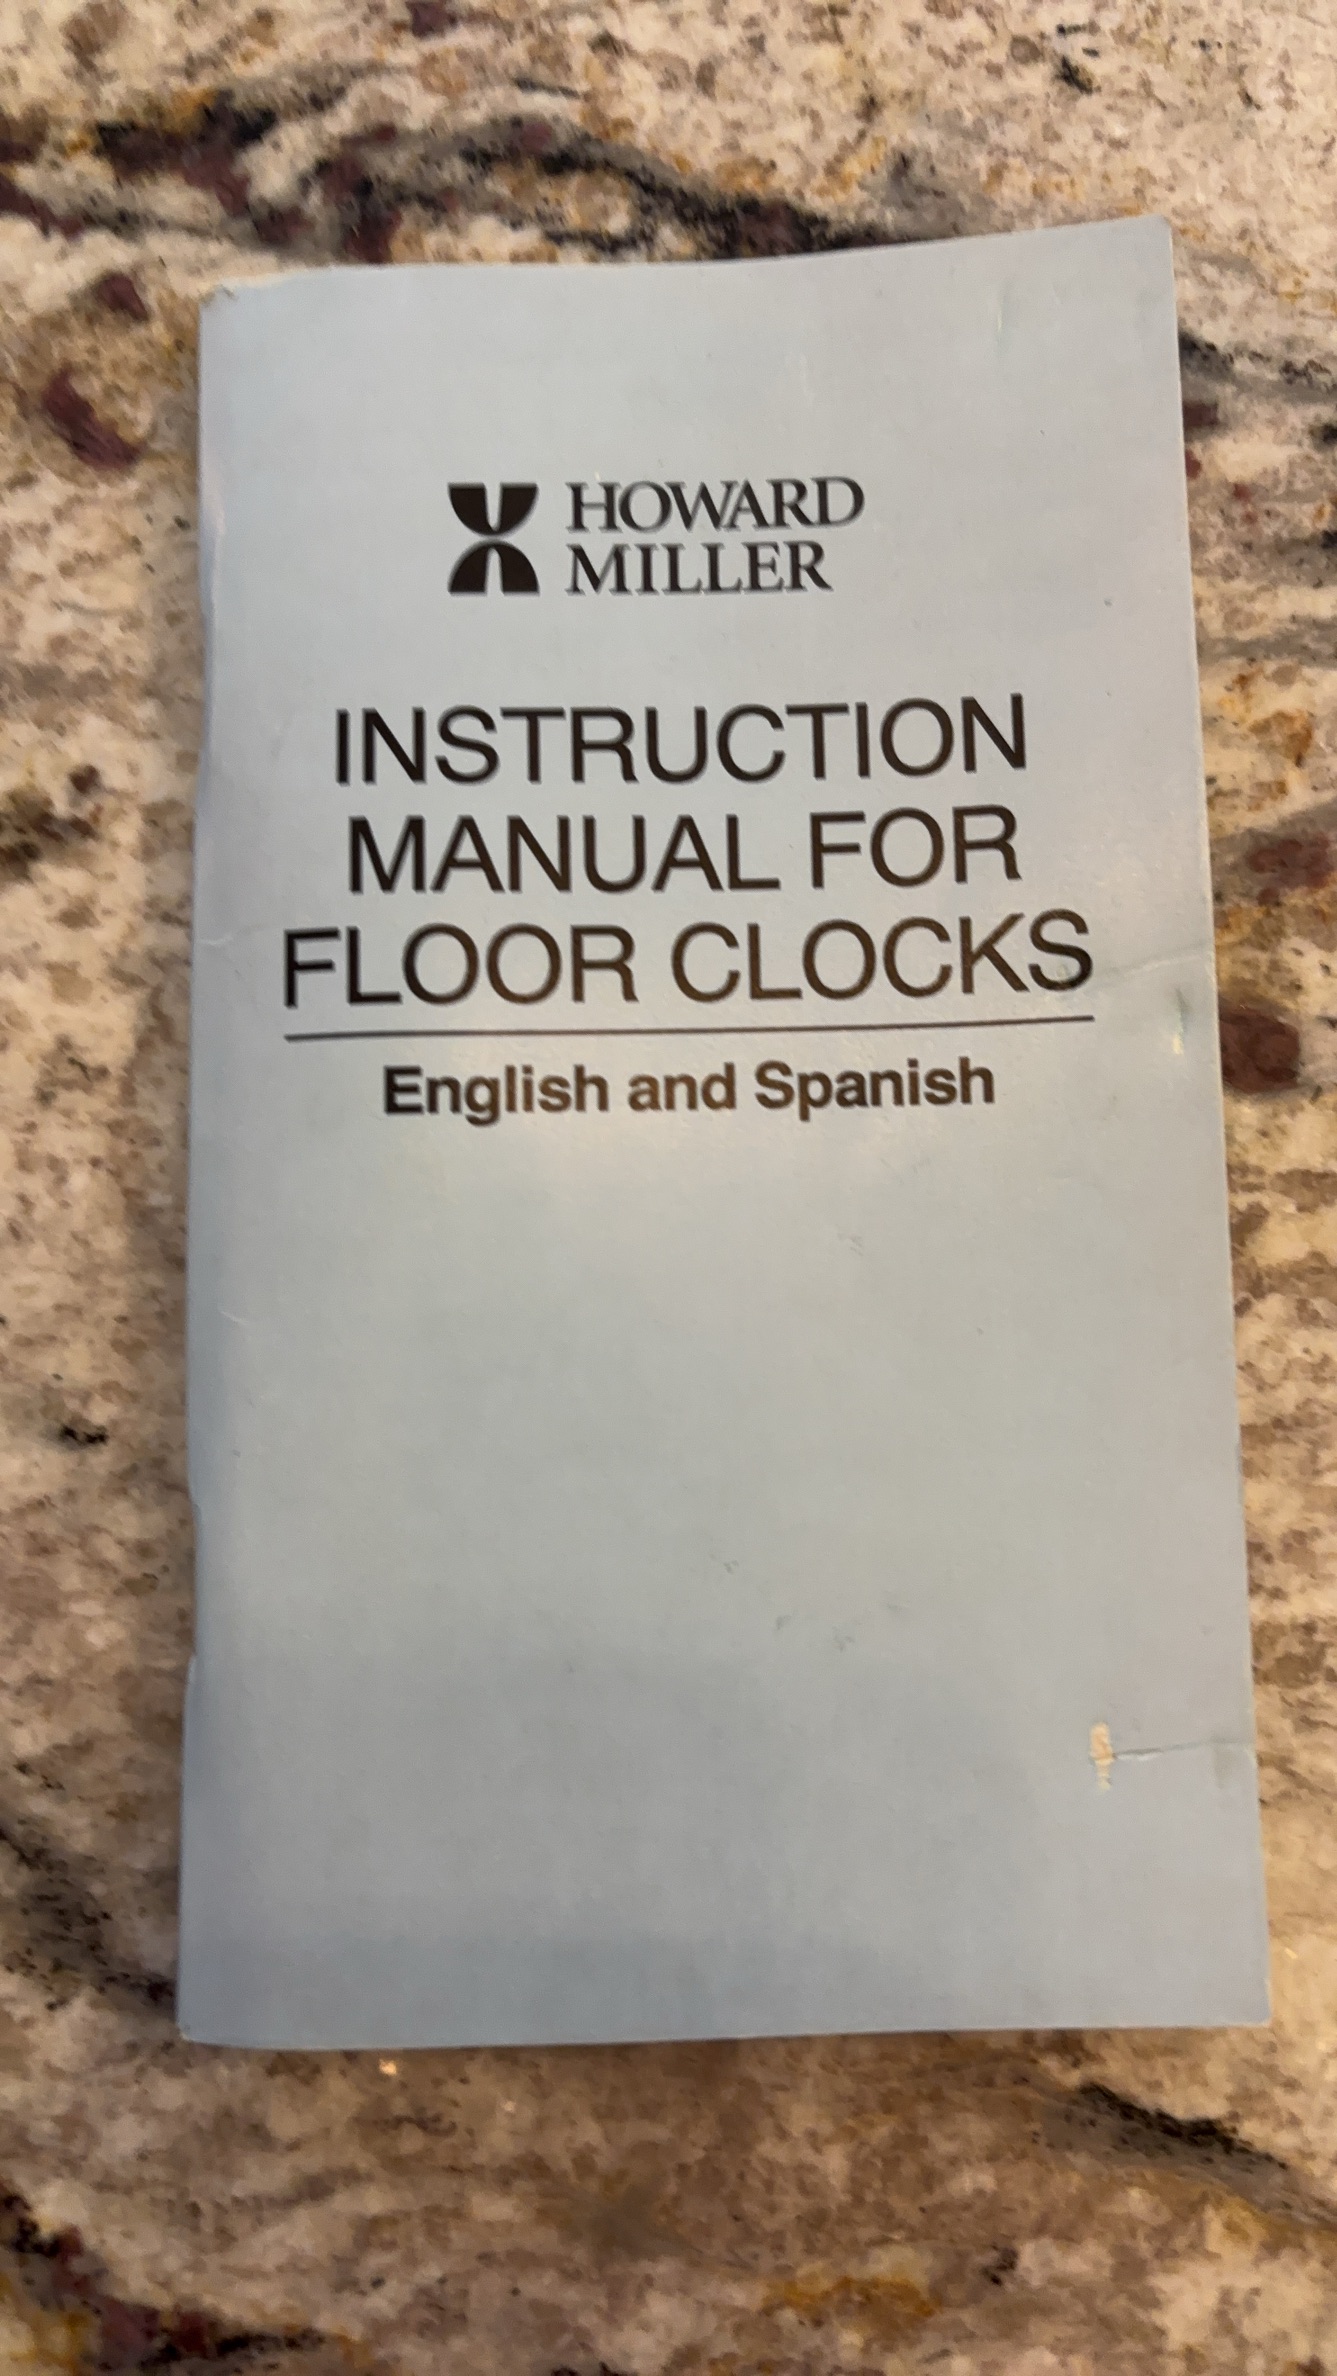 HOWARD
MILLER
INSTRUCTION
MANUAL FOR
FLOOR CLOCKS
English and Spanish